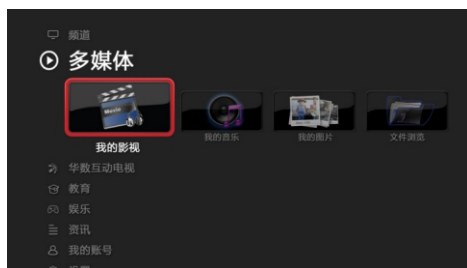 频道
多媒体
Movie
我的影视
我的音乐
我的图片
文件浏览
华数互动电视
教育
娱乐
资讯
我的账号